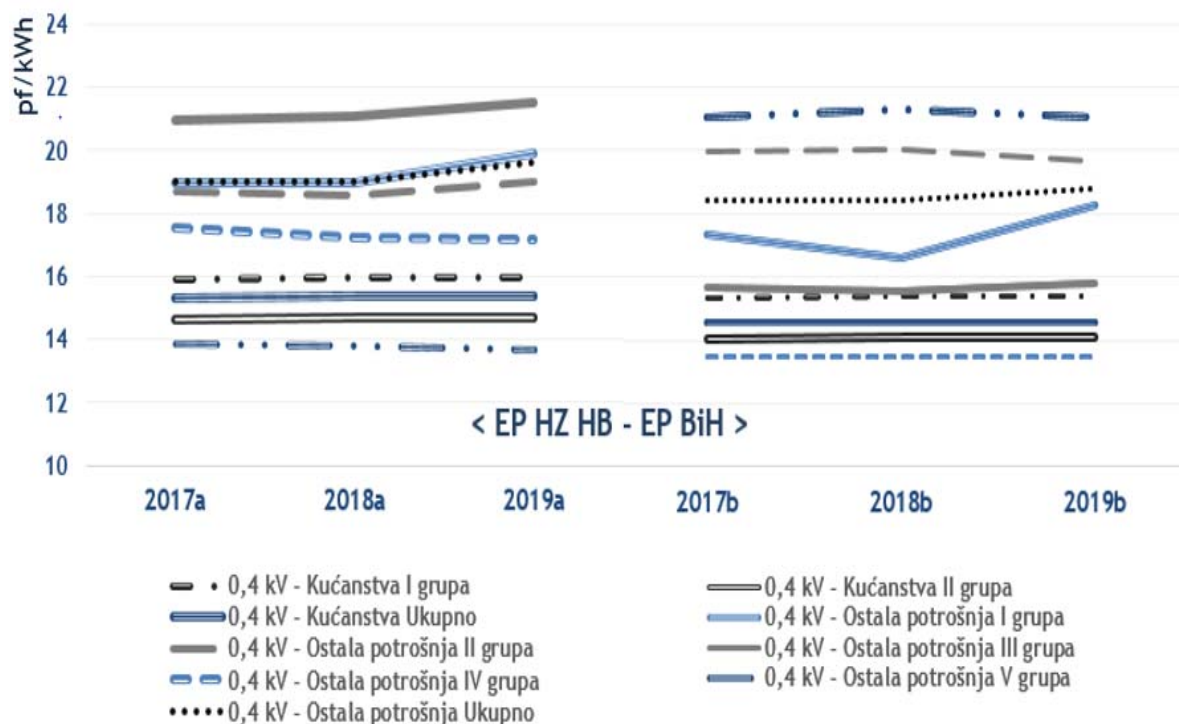 pf/kWh
24
22
20
18
16
14
12
10
< EP HZ HB - EP BiH >
2017a 2018a 2019a 2017b 2018b 2019b
0,4 kV - Kućanstva I grupa
0,4 kV - Kućanstva II grupa
0,4 kV - Kućanstva Ukupno
0,4 kV - Ostala potrošnja I grupa
0,4 kV - Ostala potrošnja II grupa
0,4 kV - Ostala potrošnja III grupa
0,4 kV - Ostala potrošnja IV grupa
0,4 kV - Ostala potrošnja V grupa
0,4 kV - Ostala potrošnja Ukupno